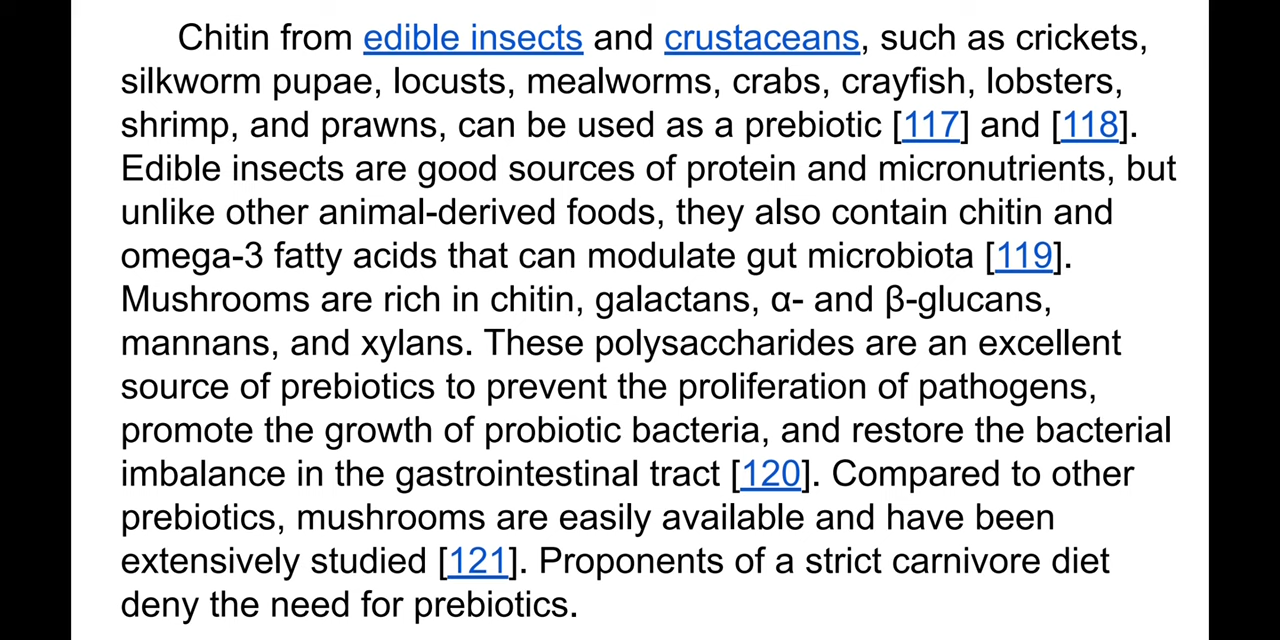 Chitin from edible insects and crustaceans, such as crickets,
silkworm pupae, locusts, mealworms, crabs, crayfish, lobsters,
shrimp, and prawns, can be used as a prebiotic [117] and [118].
Edible insects are good sources of protein and micronutrients, but
unlike other animal-derived foods, they also contain chitin and
omega-3 fatty acids that can modulate gut microbiota [119].
Mushrooms are rich in chitin, galactans, α- and β-glucans,
mannans, and xylans. These polysaccharides are an excellent
source of prebiotics to prevent the proliferation of pathogens,
promote the growth of probiotic bacteria, and restore the bacterial
imbalance in the gastrointestinal tract [120]. Compared to other
prebiotics, mushrooms are easily available and have been
extensively studied [121]. Proponents of a strict carnivore diet
deny the need for prebiotics.